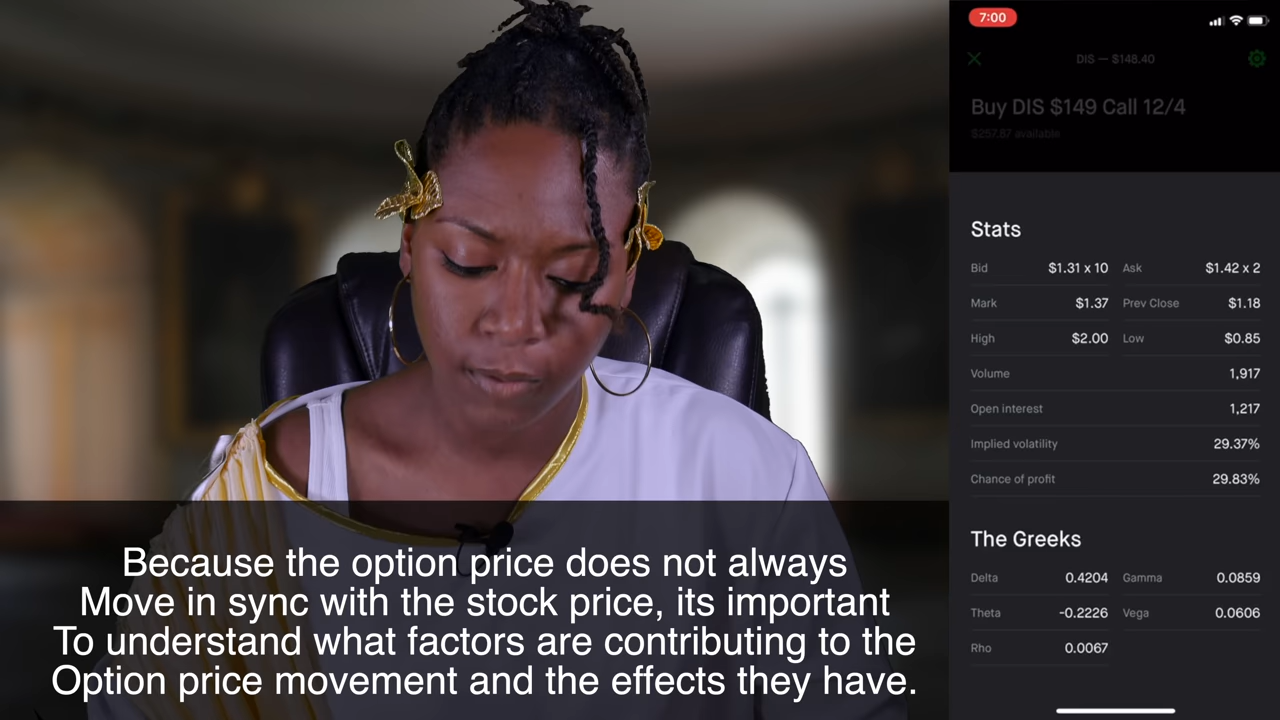 7:00
DIS — $148.40
Buy DIS $149 Call 12/4
$257.87 available
Stats
Bid $1.31 x 10 Ask $1.42 x 2
Mark $1.37 Prev Close $1.18
High $2.00 Low $0.85
Volume 1,917
Open interest 1,217
Implied volatility 29.37%
Chance of profit 29.83%
The Greeks
Delta 0.4204 Gamma 0.0859
Theta -0.2226 Vega 0.0606
Rho 0.0067
Because the option price does not always
Move in sync with the stock price, its important
To understand what factors are contributing to the
Option price movement and the effects they have.